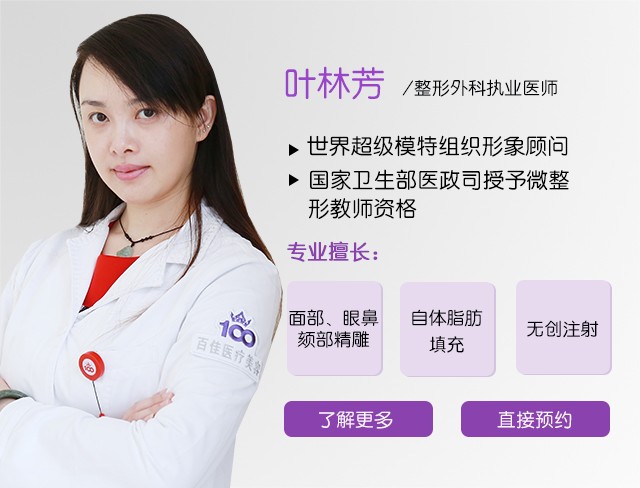 叶林芳 /整形外科执业医师
▶ 世界超级模特组织形象顾问
▶ 国家卫生部医政司授予微整
形教师资格
专业擅长：
面部、眼鼻
颏部精雕
自体脂肪
填充
无创注射
了解更多
直接预约
100
百佳医疗美容